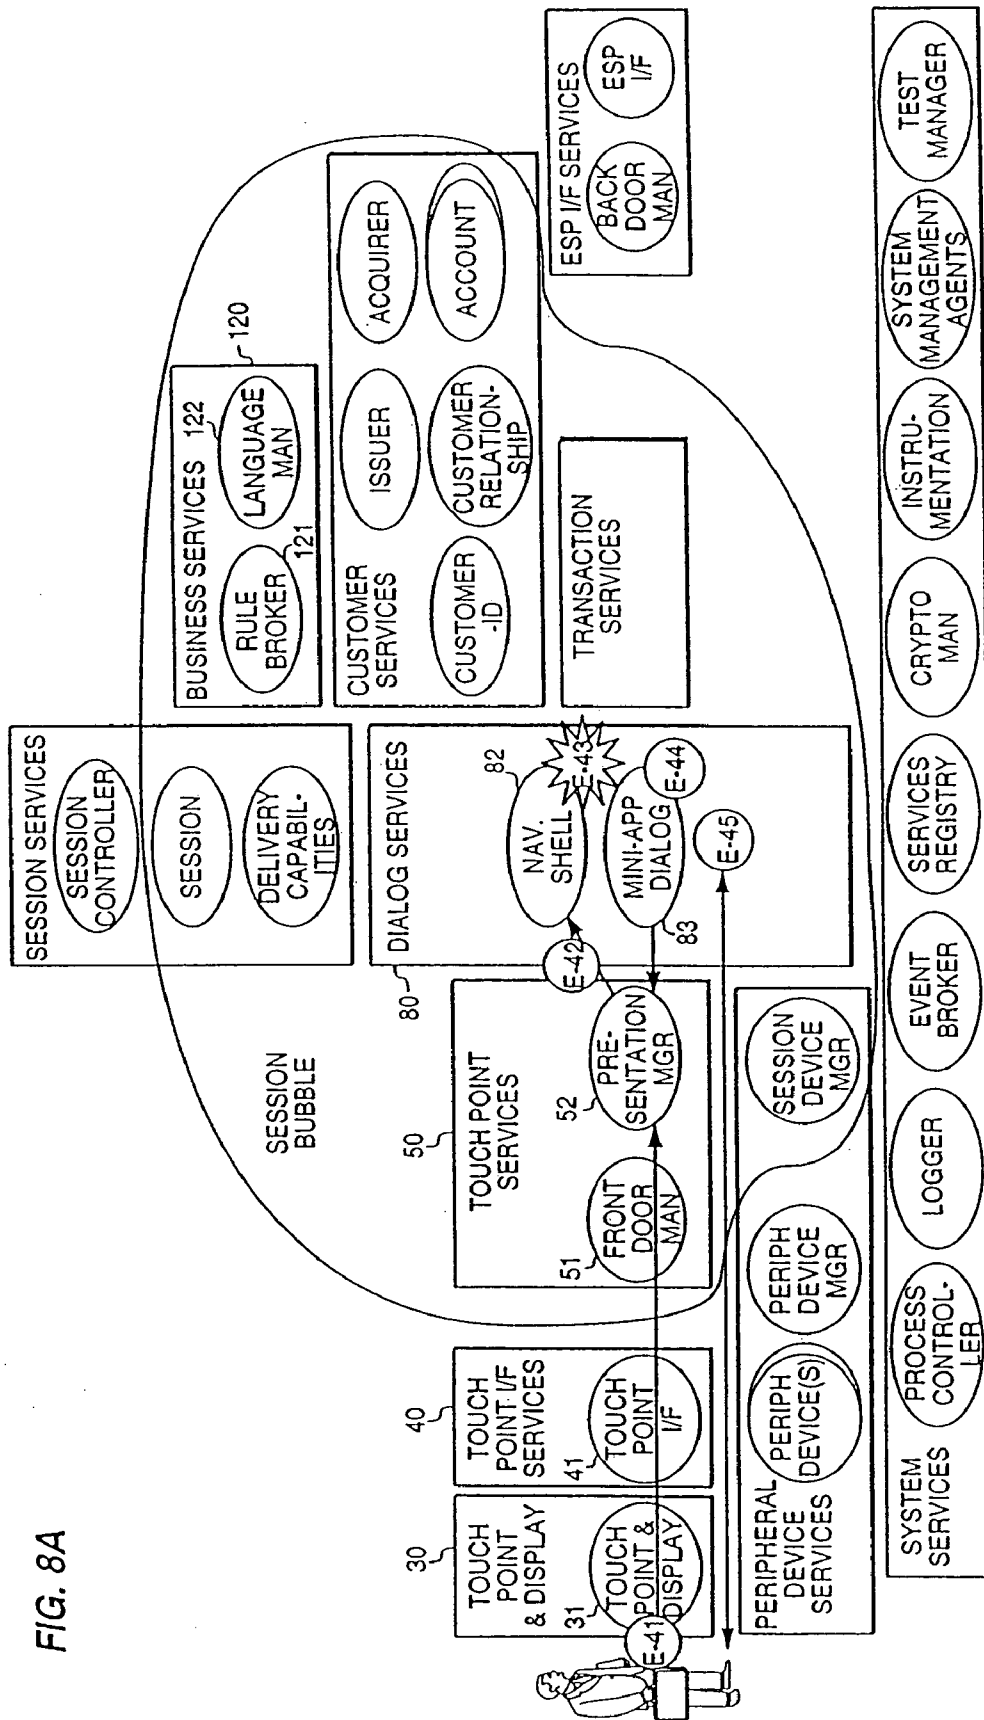 FIG. 8A
SESSION SERVICES
SESSION
CONTROLLER
SESSION
DELIVERY
CAPABIL-
ITIES
BUSINESS SERVICES
120
RULE
BROKER
121
122
LANGUAGE
MAN
SESSION
BUBBLE
CUSTOMER
SERVICES
ISSUER
ACQUIRER
CUSTOMER
-ID
CUSTOMER
RELATION-
SHIP
ACCOUNT
80
DIALOG SERVICES
82
NAV.
SHELL
E-43
MINI-APP
DIALOG
83
E-44
E-45
E-42
TRANSACTION
SERVICES
ESP I/F SERVICES
BACK
DOOR
MAN
ESP
I/F
30
TOUCH
POINT
& DISPLAY
31
TOUCH
POINT &
DISPLAY
E-41
40
TOUCH
POINT I/F
SERVICES
41
TOUCH
POINT
I/F
50
TOUCH POINT
SERVICES
51
FRONT
DOOR
MAN
52
PRE-
SENTATION
MGR
PERIPHERAL
DEVICE
SERVICES
PERIPH
DEVICE(S)
PERIPH
DEVICE
MGR
SESSION
DEVICE
MGR
SYSTEM
SERVICES
PROCESS
CONTROL-
LER
LOGGER
EVENT
BROKER
SERVICES
REGISTRY
CRYPTO
MAN
INSTRU-
MENTATION
SYSTEM
MANAGEMENT
AGENTS
TEST
MANAGER